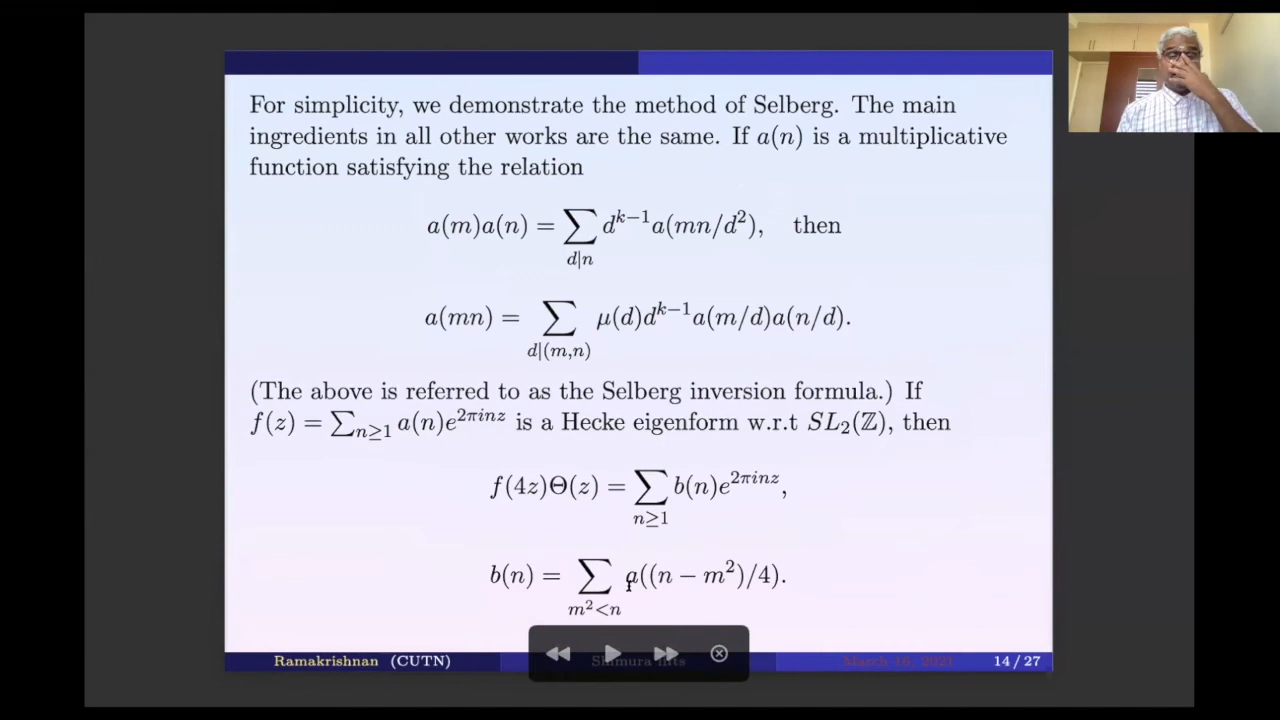 For simplicity, we demonstrate the method of Selberg. The main
ingredients in all other works are the same. If a(n) is a multiplicative
function satisfying the relation
a(m)a(n) = ∑_{d|n} d^{k−1}a(mn/d²), then
a(mn) = ∑_{d|(m,n)} μ(d)d^{k−1}a(m/d)a(n/d).
(The above is referred to as the Selberg inversion formula.) If
f(z) = ∑_{n≥1} a(n)e^{2πinz} is a Hecke eigenform w.r.t SL₂(ℤ), then
f(4z)Θ(z) = ∑_{n≥1} b(n)e^{2πinz},
b(n) = ∑_{m²<n} a((n − m²)/4).
Ramakrishnan (CUTN) Shimura lifts March 16, 2021 14 / 27